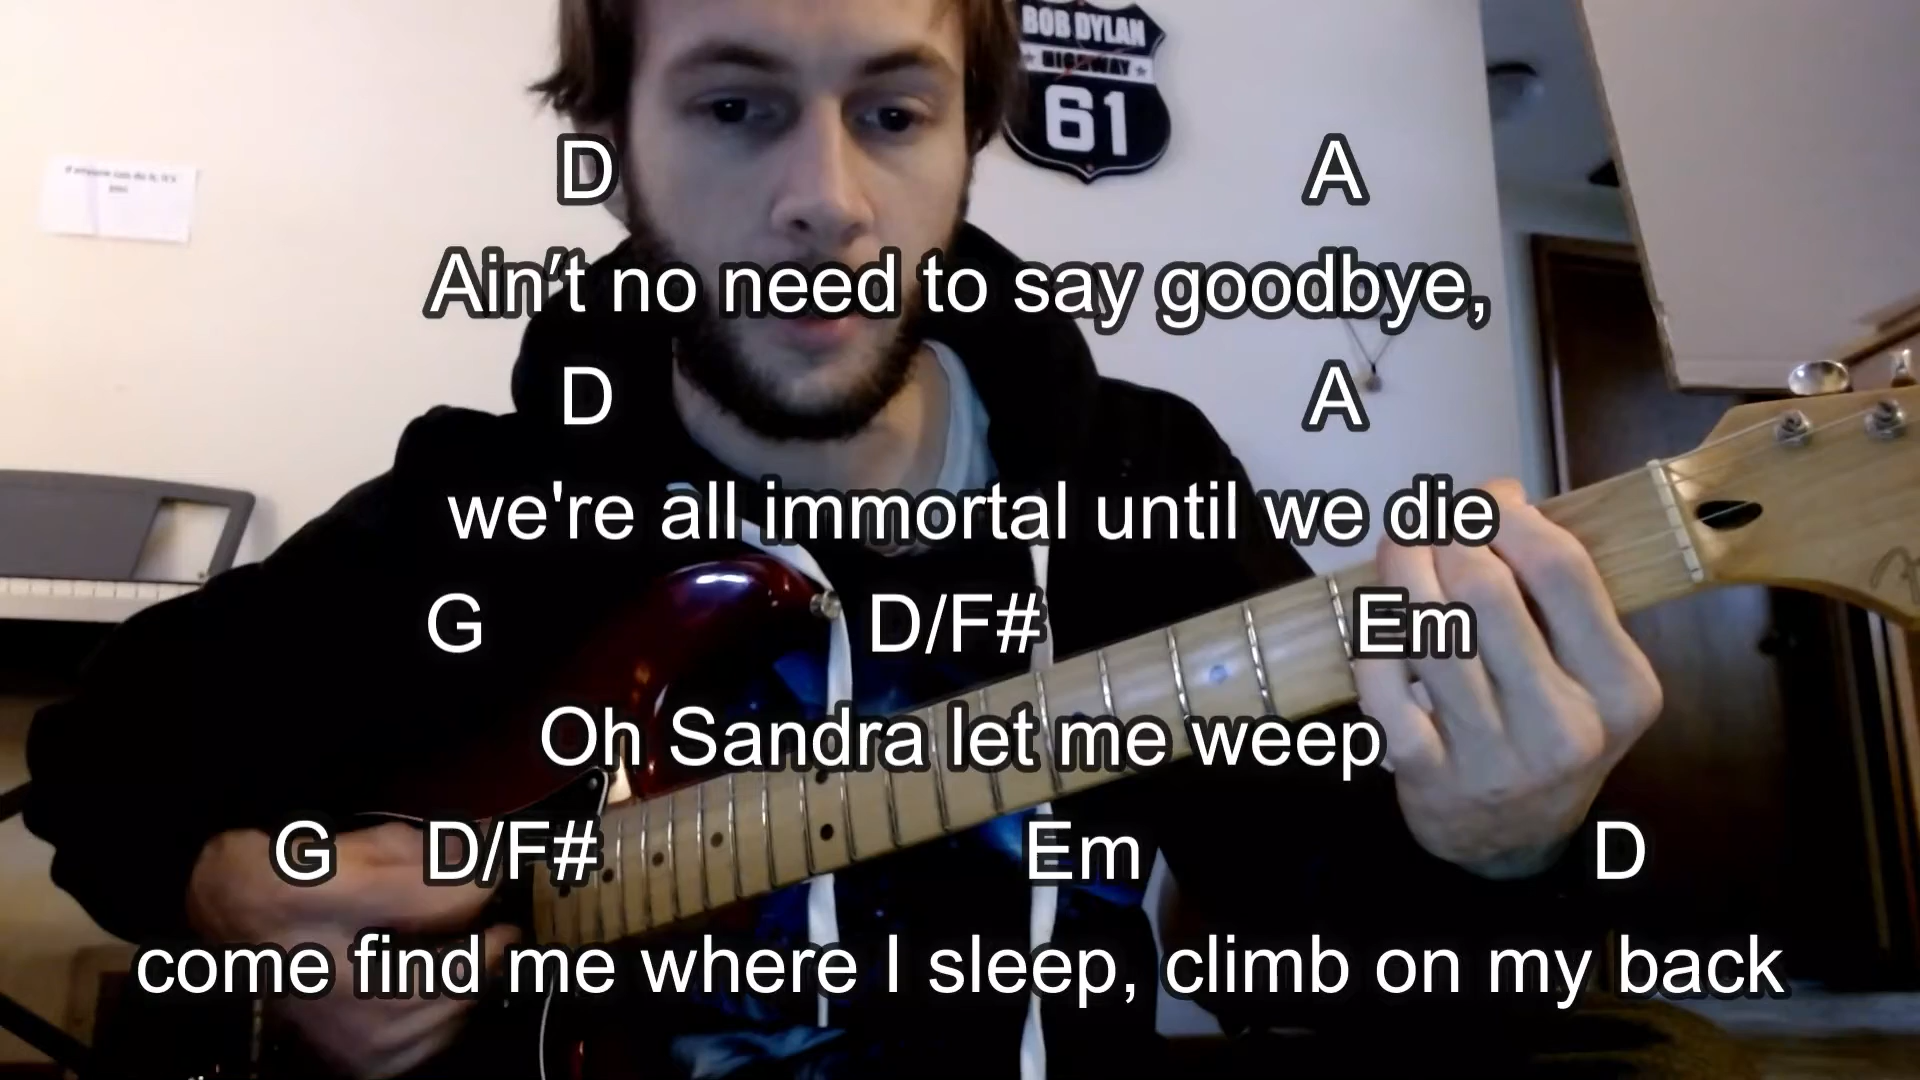 BOB DYLAN
HIGHWAY
61
D A
Ain't no need to say goodbye,
D A
we're all immortal until we die
G D/F# Em
Oh Sandra let me weep
G D/F# Em D
come find me where I sleep, climb on my back